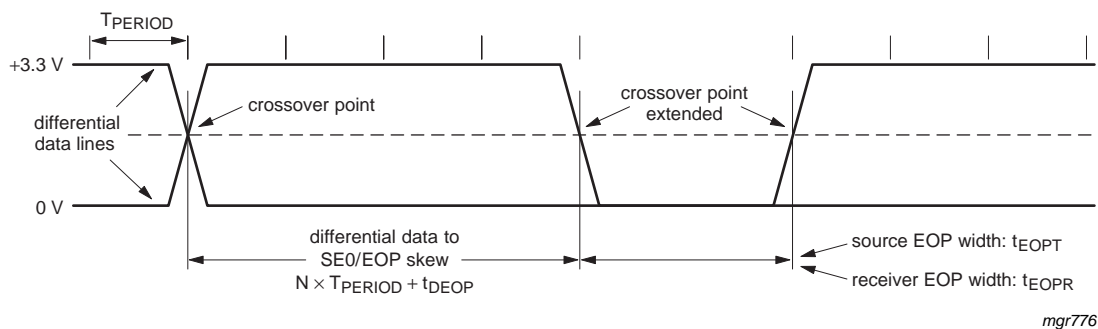 TPERIOD
+3.3 V
crossover point
crossover point
extended
differential
data lines
0 V
differential data to
SE0/EOP skew
N × TPERIOD + tDEOP
source EOP width: tEOPT
receiver EOP width: tEOPR
mgr776